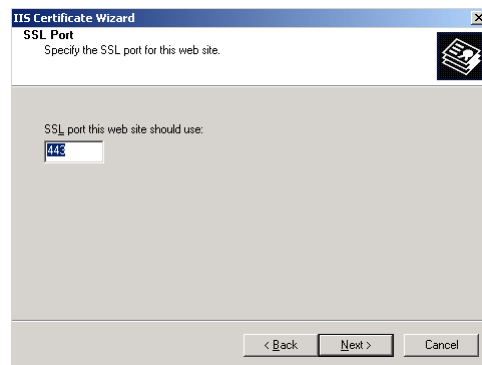 IIS Certificate Wizard
SSL Port
Specify the SSL port for this web site.
SSL port this web site should use:
443
< Back Next > Cancel